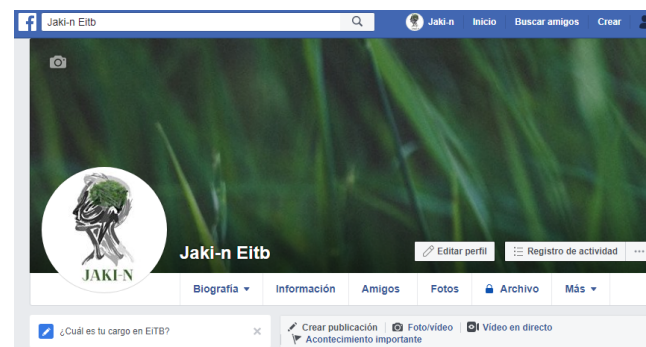 Jaki-n Eitb
Jaki-n Inicio Buscar amigos Crear
JAKI-N
Jaki-n Eitb
Editar perfil Registro de actividad ...
Biografía Información Amigos Fotos Archivo Más
¿Cuál es tu cargo en EiTB?
Crear publicación Foto/vídeo Vídeo en directo
Acontecimiento importante